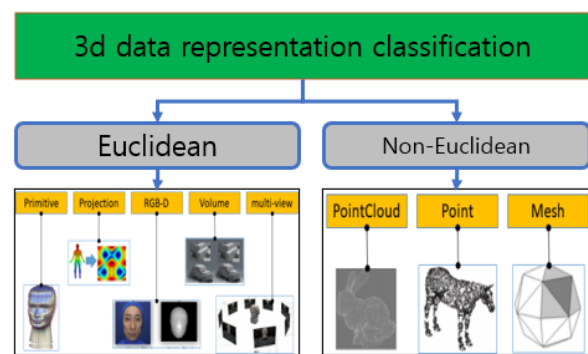 3d data representation classification
Euclidean
Non-Euclidean
Primitive Projection RGB-D Volume multi-view
PointCloud Point Mesh